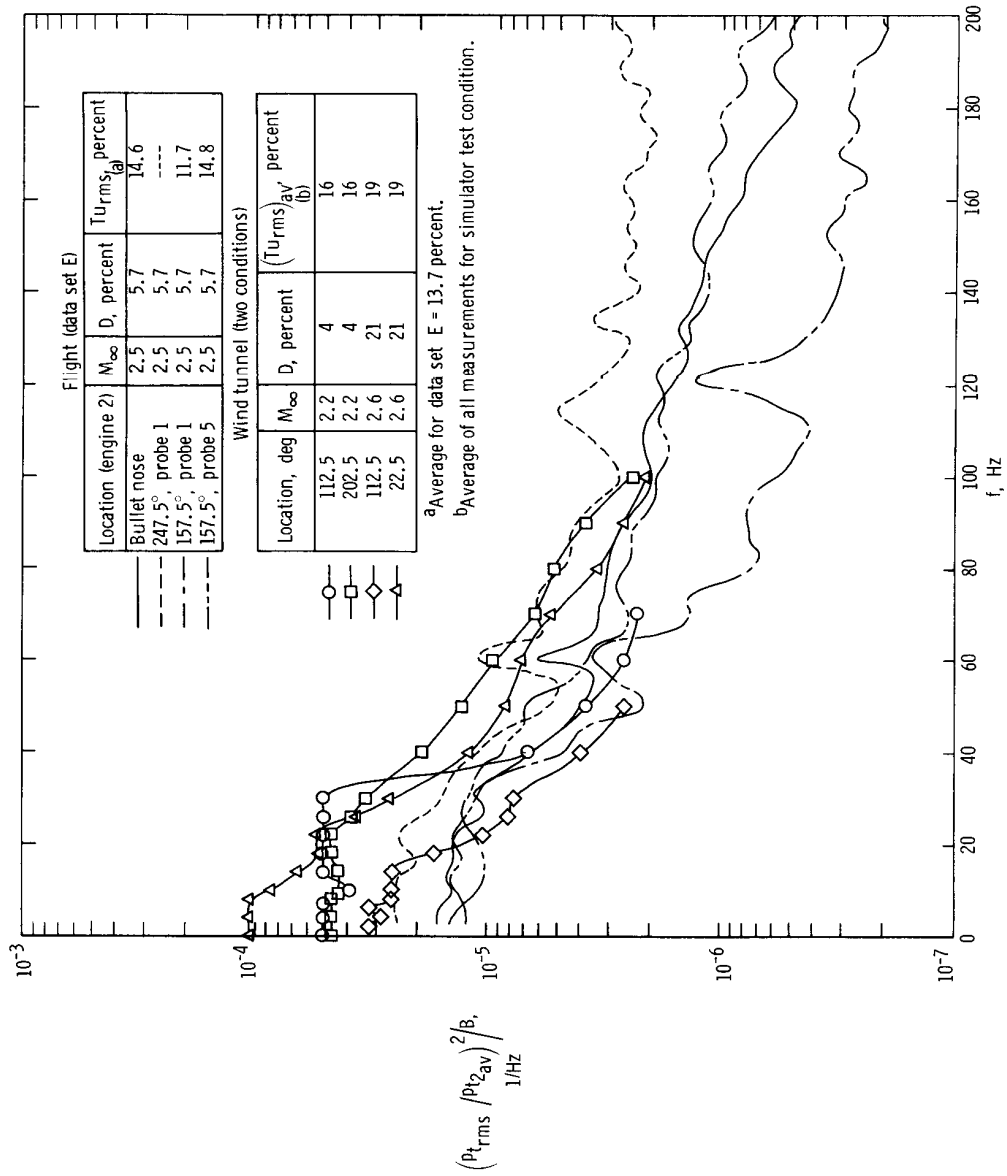 Flight (data set E)
Location (engine 2) M∞ D, percent Tu_rms, percent (a)
Bullet nose 2.5 5.7 14.6
247.5°, probe 1 2.5 5.7 ----
157.5°, probe 1 2.5 5.7 11.7
157.5°, probe 5 2.5 5.7 14.8
Wind tunnel (two conditions)
Location, deg M∞ D, percent (Tu_rms)_av, percent (b)
112.5 2.2 4 16
202.5 2.2 4 16
112.5 2.6 21 19
22.5 2.6 21 19
a Average for data set E = 13.7 percent.
b Average of all measurements for simulator test condition.
10^-3
10^-4
10^-5
10^-6
10^-7
(p_t_rms /p_t_2_av)^2/B,
1/Hz
0 20 40 60 80 100 120 140 160 180 200
f, Hz